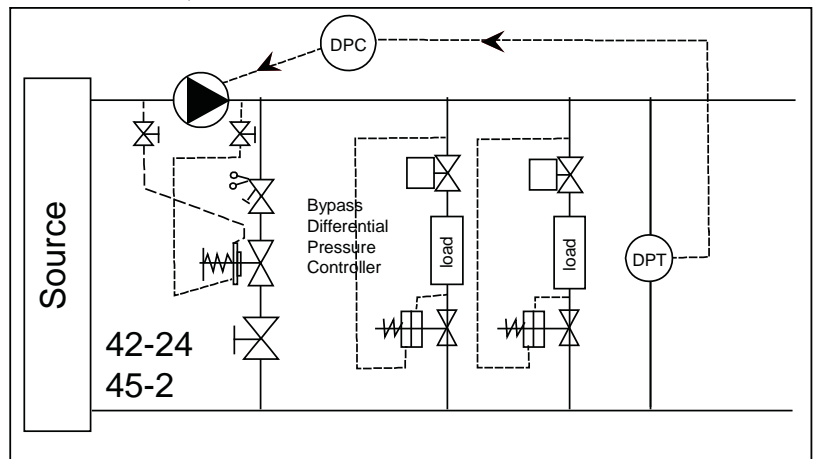 DPC
Source
Bypass
Differential
Pressure
Controller
load
load
DPT
42-24
45-2